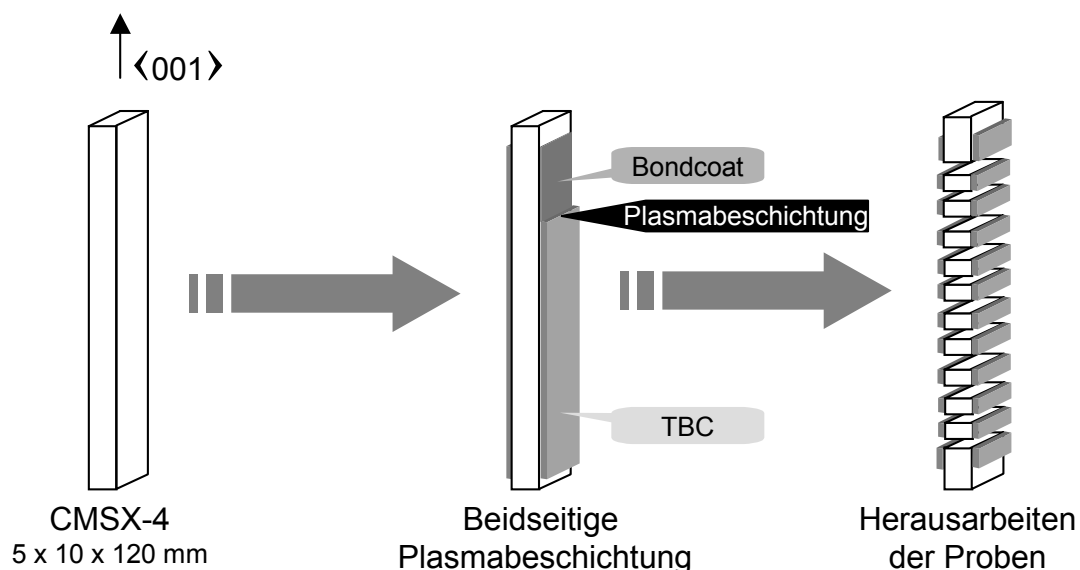 ⟨001⟩
Bondcoat
Plasmabeschichtung
TBC
CMSX-4
5 x 10 x 120 mm
Beidseitige
Plasmabeschichtung
Herausarbeiten
der Proben